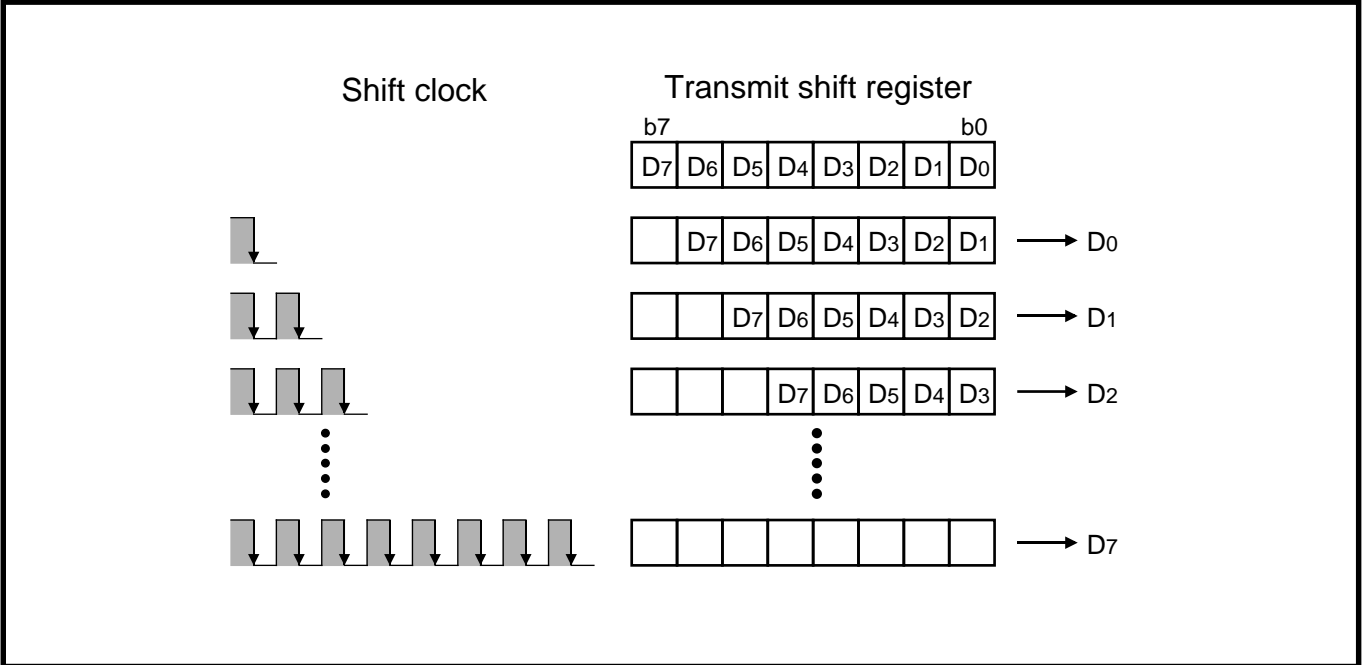 Shift clock
Transmit shift register
b7 b0
D7 D6 D5 D4 D3 D2 D1 D0
D7 D6 D5 D4 D3 D2 D1 D0
D7 D6 D5 D4 D3 D2 D1
D7 D6 D5 D4 D3 D2
D7